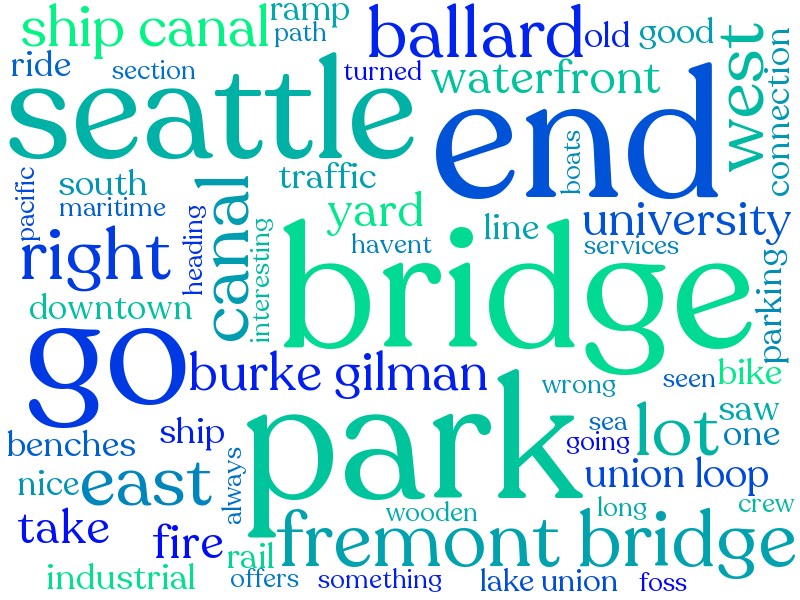 ship canal
ramp
path
ballard
old
good
west
connection
ride
section
turned
waterfront
seattle
end
boats
pacific
south
maritime
traffic
canal
heading
interesting
yard
havent
line
university
services
right
bridge
parking
downtown
go
burke gilman
wrong
seen
bike
park
ship
benches
sea
going
lot
saw
one
nice
east
always
union loop
take
fire
wooden
long
crew
rail
fremont bridge
industrial
offers
something
lake union
foss